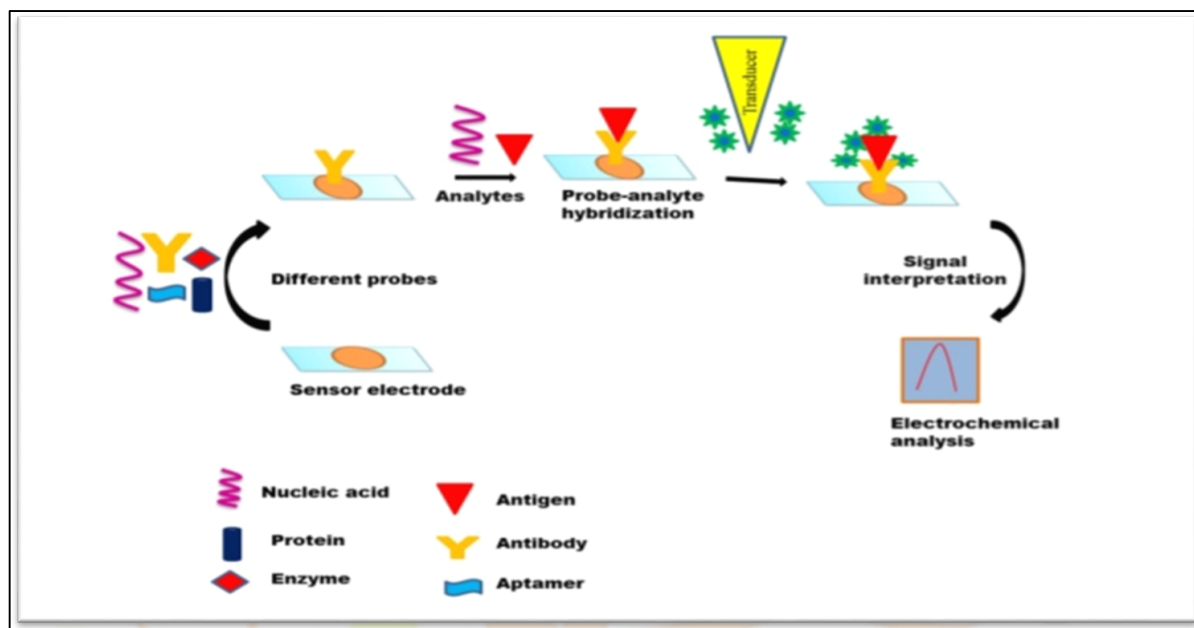 Transducer
Analytes
Probe-analyte
hybridization
Different probes
Signal
interpretation
Sensor electrode
Electrochemical
analysis
Nucleic acid
Antigen
Protein
Antibody
Enzyme
Aptamer